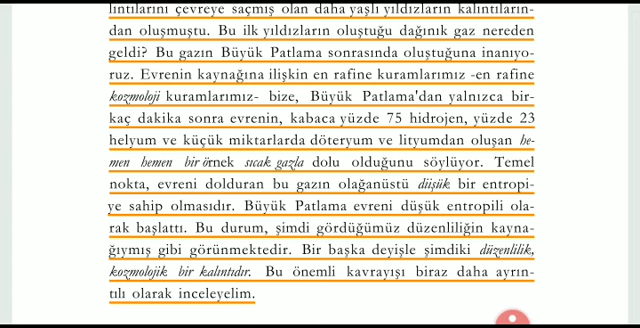 lıntılarını çevreye saçmış olan daha yaşlı yıldızların kalıntıların-
dan oluşmuştu. Bu ilk yıldızların oluştuğu dağınık gaz nereden
geldi? Bu gazın Büyük Patlama sonrasında oluştuğuna inanıyo-
ruz. Evrenin kaynağına ilişkin en rafine kuramlarımız -en rafine
kozmoloji kuramlarımız- bize, Büyük Patlama'dan yalnızca bir-
kaç dakika sonra evrenin, kabaca yüzde 75 hidrojen, yüzde 23
helyum ve küçük miktarlarda döteryum ve lityumdan oluşan he-
men hemen bir örnek sıcak gazla dolu olduğunu söylüyor. Temel
nokta, evreni dolduran bu gazın olağanüstü düşük bir entropi-
ye sahip olmasıdır. Büyük Patlama evreni düşük entropili ola-
rak başlattı. Bu durum, şimdi gördüğümüz düzenliliğin kayna-
ğıymış gibi görünmektedir. Bir başka deyişle şimdiki düzenlilik,
kozmolojik bir kalıntıdır. Bu önemli kavrayışı biraz daha ayrın-
tılı olarak inceleyelim.